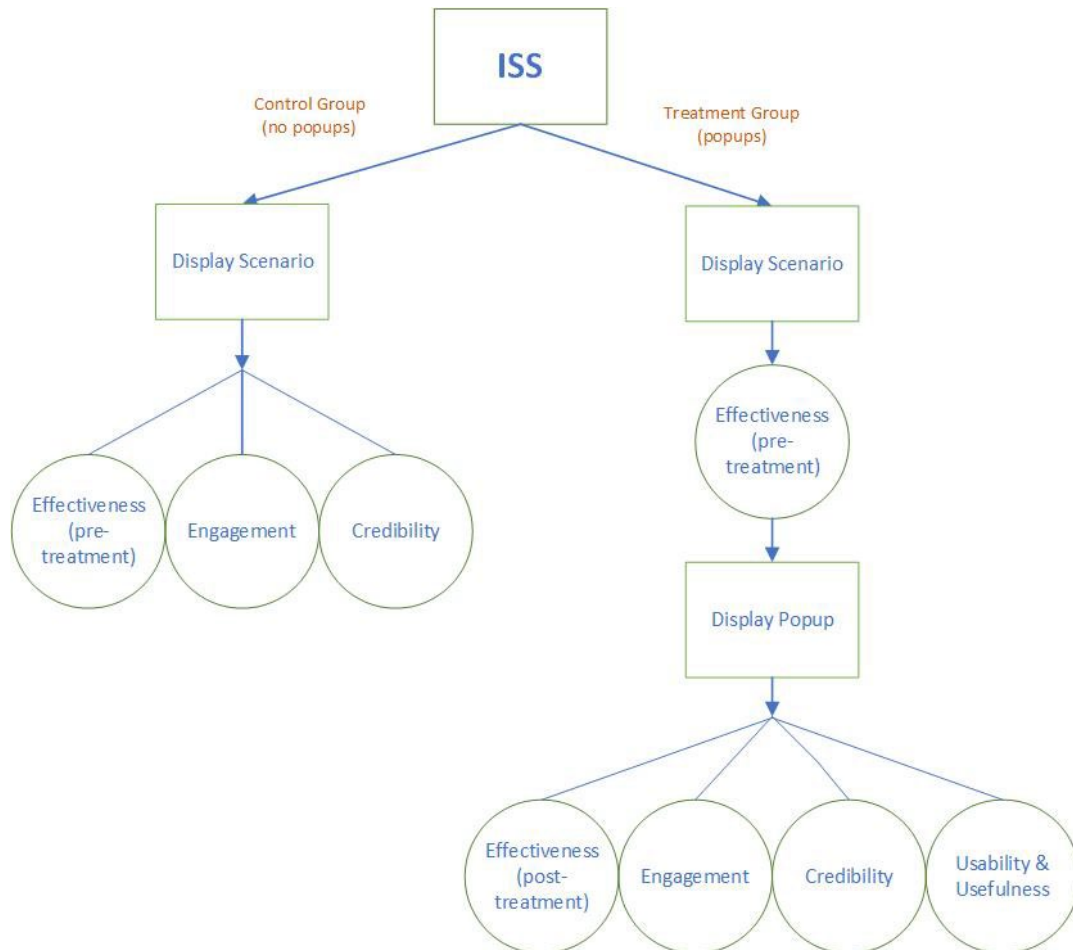 ISS
Control Group
(no popups)
Treatment Group
(popups)
Display Scenario
Display Scenario
Effectiveness
(pre-
treatment)
Effectiveness
(pre-
treatment)
Engagement
Credibility
Display Popup
Effectiveness
(post-
treatment)
Engagement
Credibility
Usability &
Usefulness